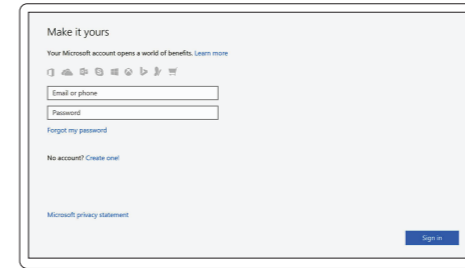 Make it yours
Your Microsoft account opens a world of benefits. Learn more
Email or phone
Password
Forgot my password
No account? Create one!
Microsoft privacy statement
Sign in